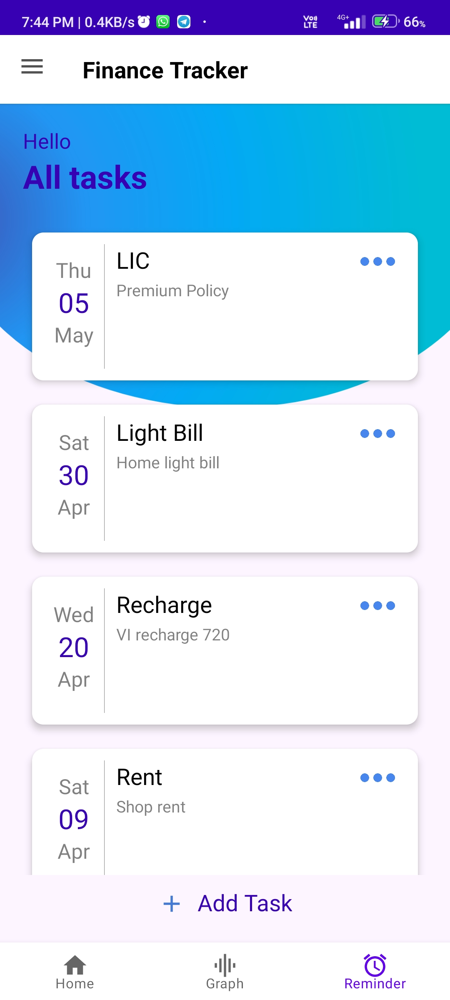 7:44 PM | 0.4KB/s Vo)) LTE 4G+ 66%
Finance Tracker
Hello
All tasks
Thu
05
May
LIC
Premium Policy
Sat
30
Apr
Light Bill
Home light bill
Wed
20
Apr
Recharge
VI recharge 720
Sat
09
Apr
Rent
Shop rent
+ Add Task
Home Graph Reminder